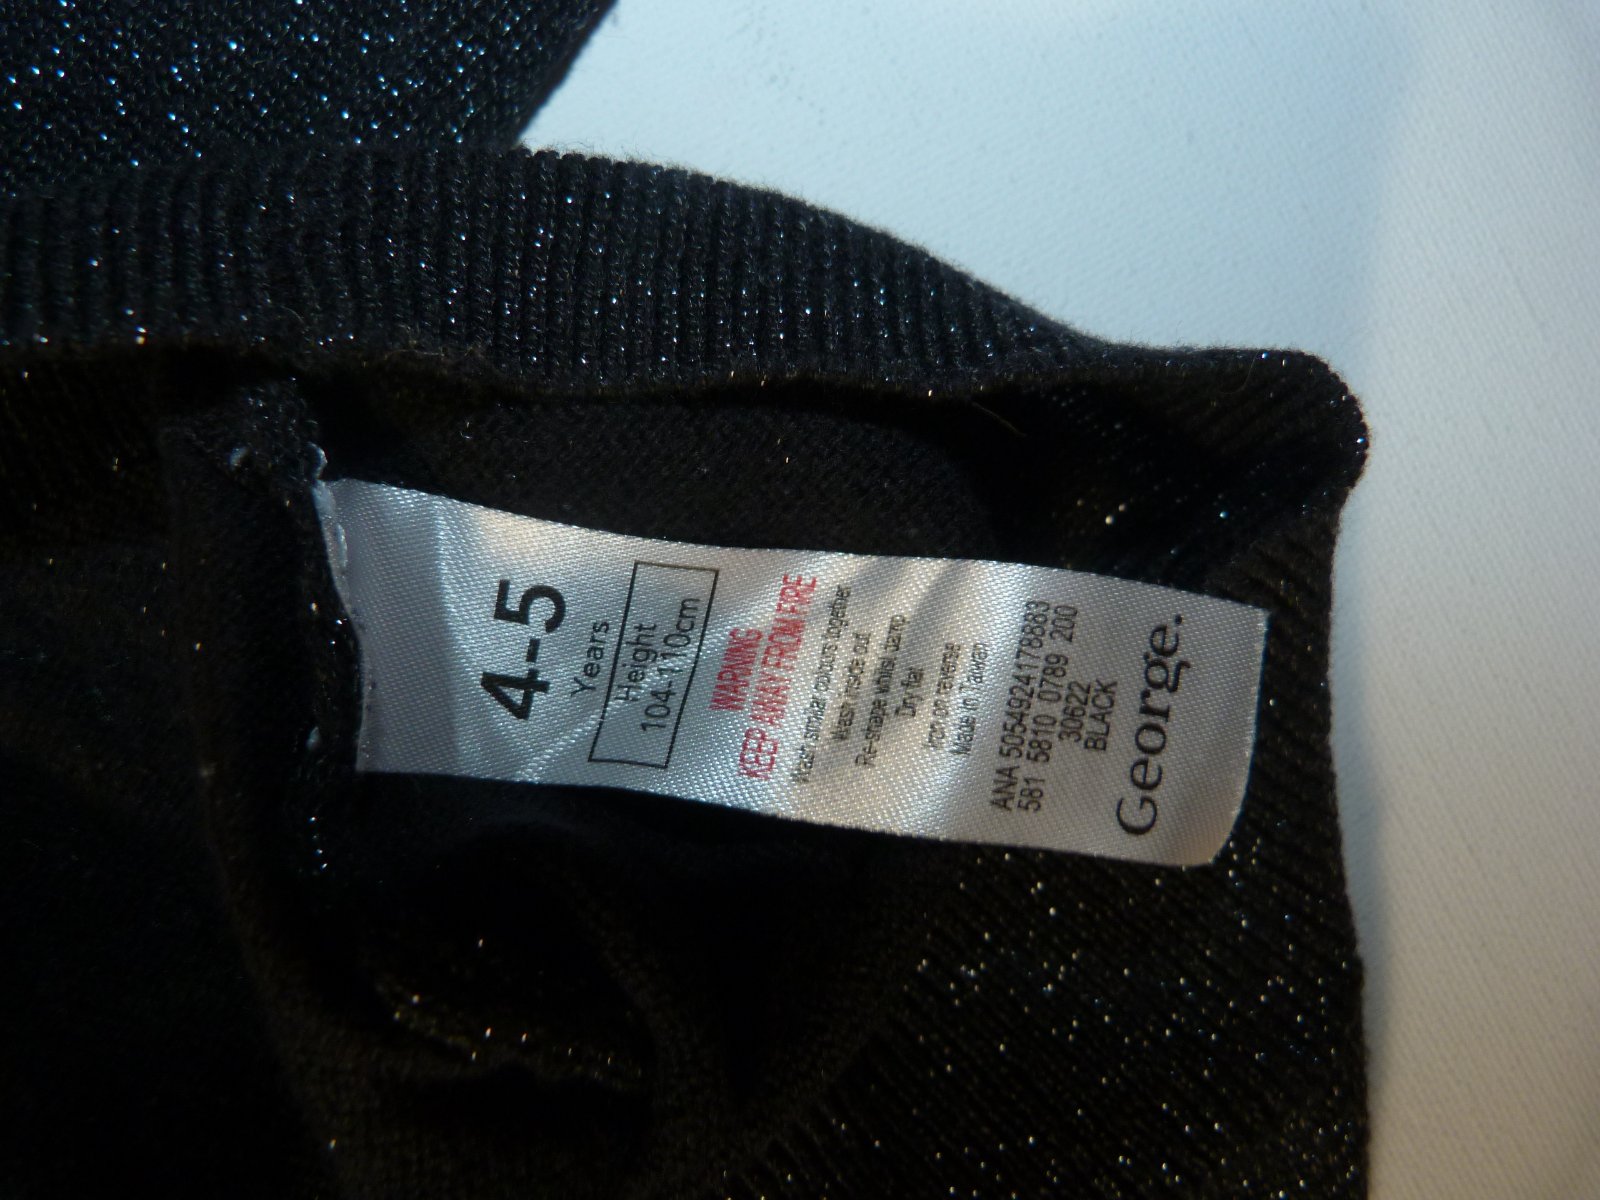 4-5
Years
Height
104-110cm
WARNING
KEEP AWAY FROM FIRE
Wash similar colours together
Wash inside out
Re-shape whilst damp
Dry flat
Iron on reverse
Made in Taiwan
ANA 5054924178883
581 5810 0789 200
30622
BLACK
George.